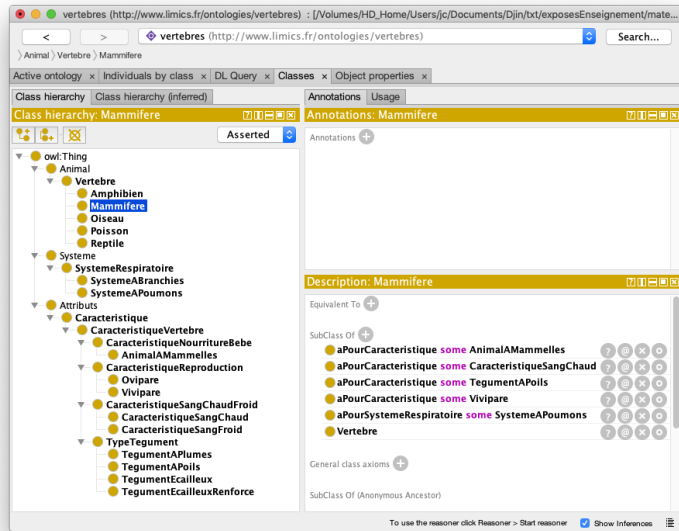 vertebres (http://www.limics.fr/ontologies/vertebres) : [/Volumes/HD_Home/Users/jc/Documents/Djin/txt/exposesEnseignement/mate...
< > vertebres (http://www.limics.fr/ontologies/vertebres) Search...
Animal Vertebre Mammifere
Active ontology × Individuals by class × DL Query × Classes × Object properties ×
Class hierarchy Class hierarchy (inferred)
Class hierarchy: Mammifere
Asserted
owl:Thing
Animal
Vertebre
Amphibien
Mammifere
Oiseau
Poisson
Reptile
Systeme
SystemeRespiratoire
SystemeABranchies
SystemeAPoumons
Attributs
Caracteristique
CaracteristiqueVertebre
CaracteristiqueNourritureBebe
AnimalAMammelles
CaracteristiqueReproduction
Ovipare
Vivipare
CaracteristiqueSangChaudFroid
CaracteristiqueSangChaud
CaracteristiqueSangFroid
TypeTegument
TegumentAPlumes
TegumentAPoils
TegumentEcailleux
TegumentEcailleuxRenforce
Annotations Usage
Annotations: Mammifere
Annotations
Description: Mammifere
Equivalent To
SubClass Of
aPourCaracteristique some AnimalAMammelles
aPourCaracteristique some CaracteristiqueSangChaud
aPourCaracteristique some TegumentAPoils
aPourCaracteristique some Vivipare
aPourSystemeRespiratoire some SystemeAPoumons
Vertebre
General class axioms
SubClass Of (Anonymous Ancestor)
To use the reasoner click Reasoner > Start reasoner Show Inferences